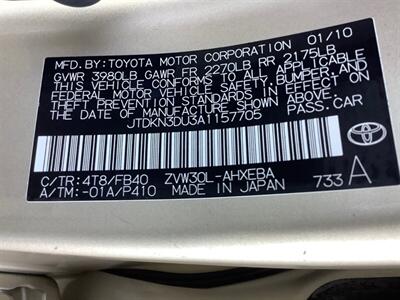 MFD.BY:TOYOTA MOTOR CORPORATION 01/10
GVWR 3980LB GAWR FR 2270LB RR 2175LB
THIS VEHICLE CONFORMS TO ALL APPLICABLE
FEDERAL MOTOR VEHICLE SAFETY, BUMPER, AND
THEFT PREVENTION STANDARDS IN EFFECT ON
THE DATE OF MANUFACTURE SHOWN ABOVE.
JTDKN3DU3A1157705 PASS.CAR
C/TR:4T8/FB40 ZVW30L-AHXEBA
A/TM:-01A/P410 MADE IN JAPAN 733 A
TOYOTA